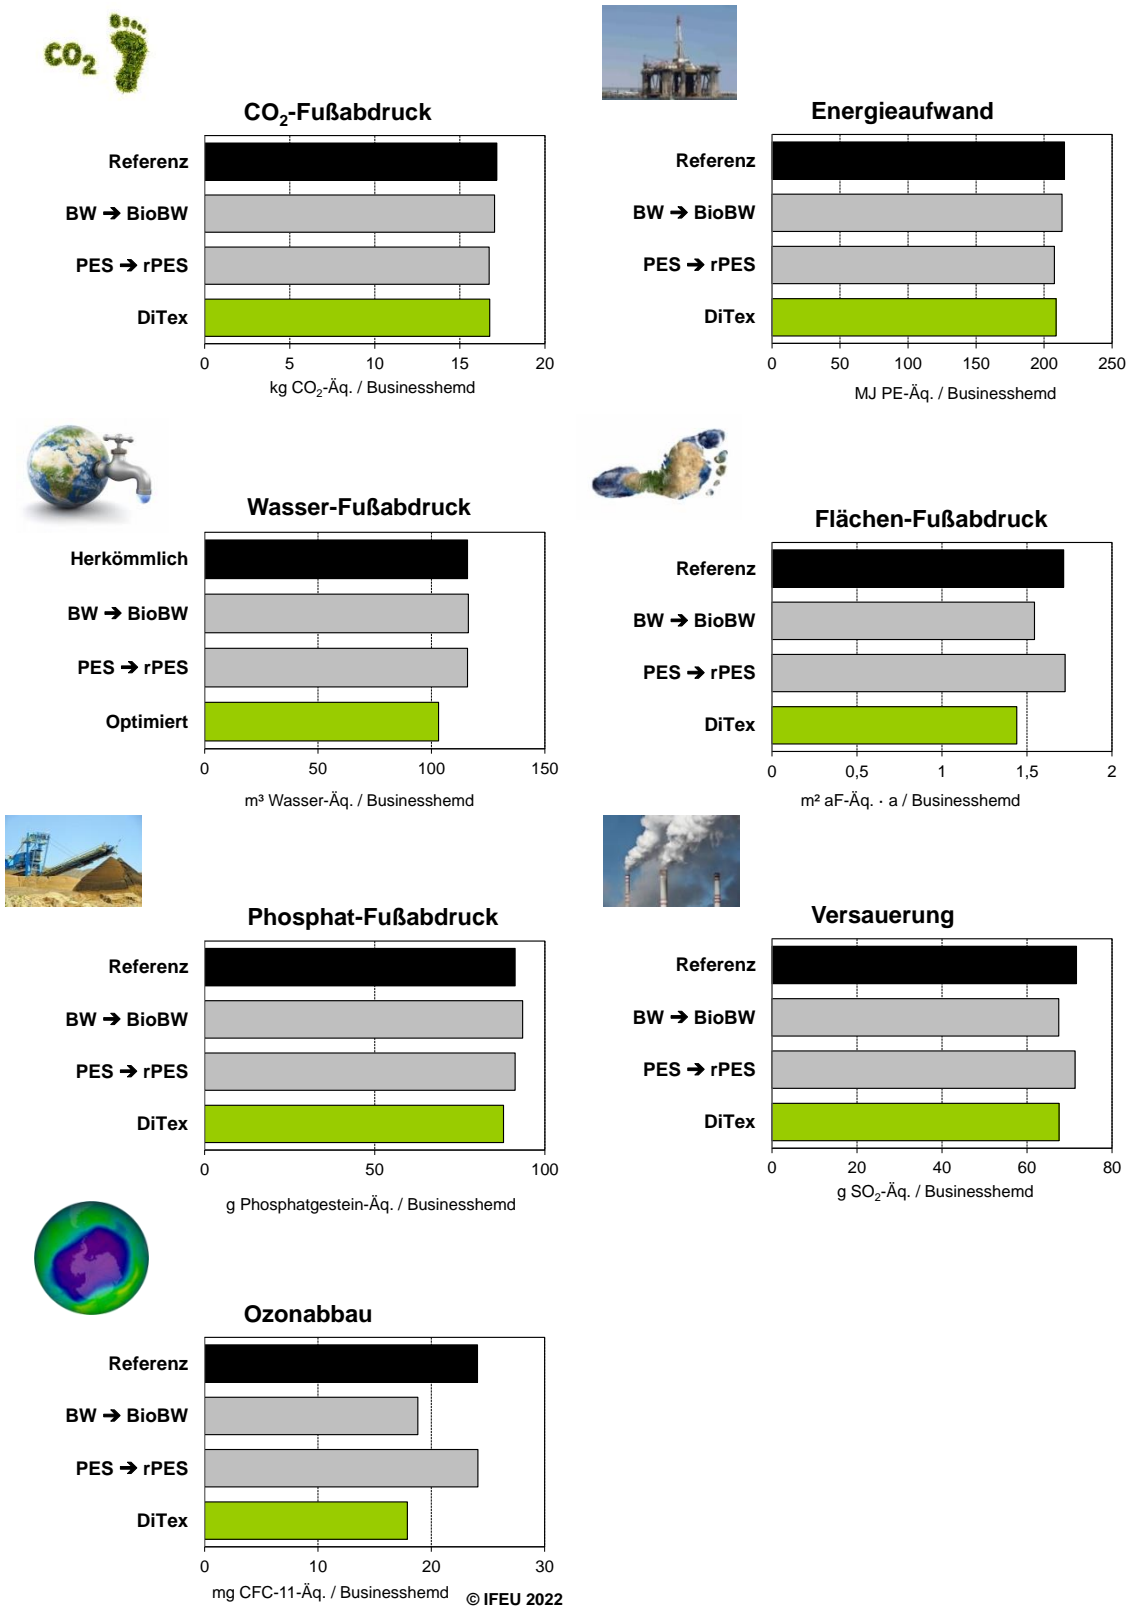 CO2
CO2-Fußabdruck
Referenz
BW ➔ BioBW
PES ➔ rPES
DiTex
0 5 10 15 20
kg CO2-Äq. / Businesshemd
Energieaufwand
Referenz
BW ➔ BioBW
PES ➔ rPES
DiTex
0 50 100 150 200 250
MJ PE-Äq. / Businesshemd
Wasser-Fußabdruck
Herkömmlich
BW ➔ BioBW
PES ➔ rPES
Optimiert
0 50 100 150
m³ Wasser-Äq. / Businesshemd
Flächen-Fußabdruck
Referenz
BW ➔ BioBW
PES ➔ rPES
DiTex
0 0,5 1 1,5 2
m² aF-Äq. · a / Businesshemd
Phosphat-Fußabdruck
Referenz
BW ➔ BioBW
PES ➔ rPES
DiTex
0 50 100
g Phosphatgestein-Äq. / Businesshemd
Versauerung
Referenz
BW ➔ BioBW
PES ➔ rPES
DiTex
0 20 40 60 80
g SO2-Äq. / Businesshemd
Ozonabbau
Referenz
BW ➔ BioBW
PES ➔ rPES
DiTex
0 10 20 30
mg CFC-11-Äq. / Businesshemd
© IFEU 2022